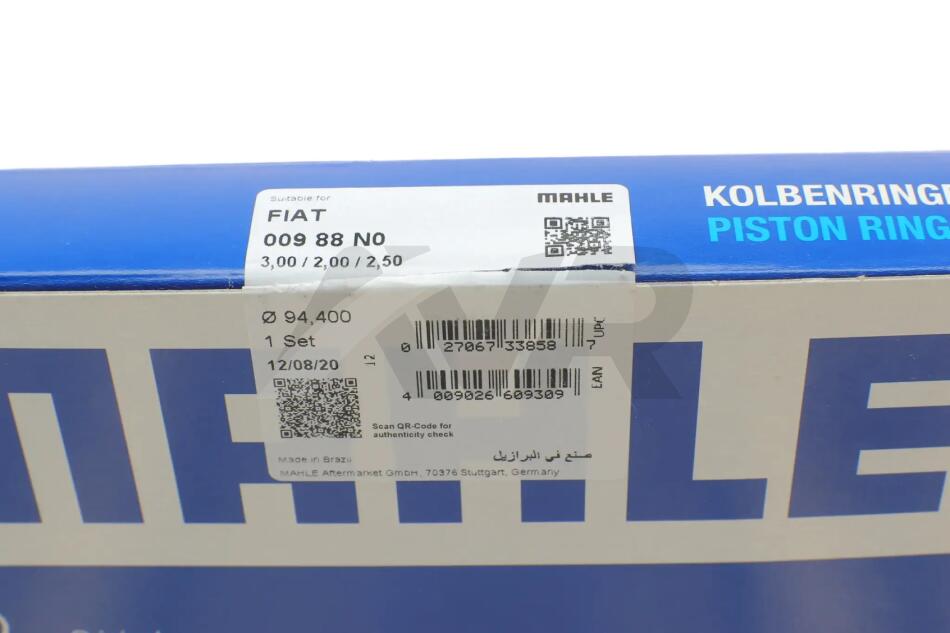 Suitable for
MAHLE
FIAT
009 88 N0
3,00 / 2,00 / 2,50
KOLBENRINGE
PISTON RING
Ø 94,400
1 Set
12/08/20
12
0 27067 33858 7
UPC
4 009026 609309
EAN
Scan QR-Code for
authenticity check
Made in Brazil
صنع في البرازيل
MAHLE Aftermarket GmbH, 70376 Stuttgart, Germany
MAHLE